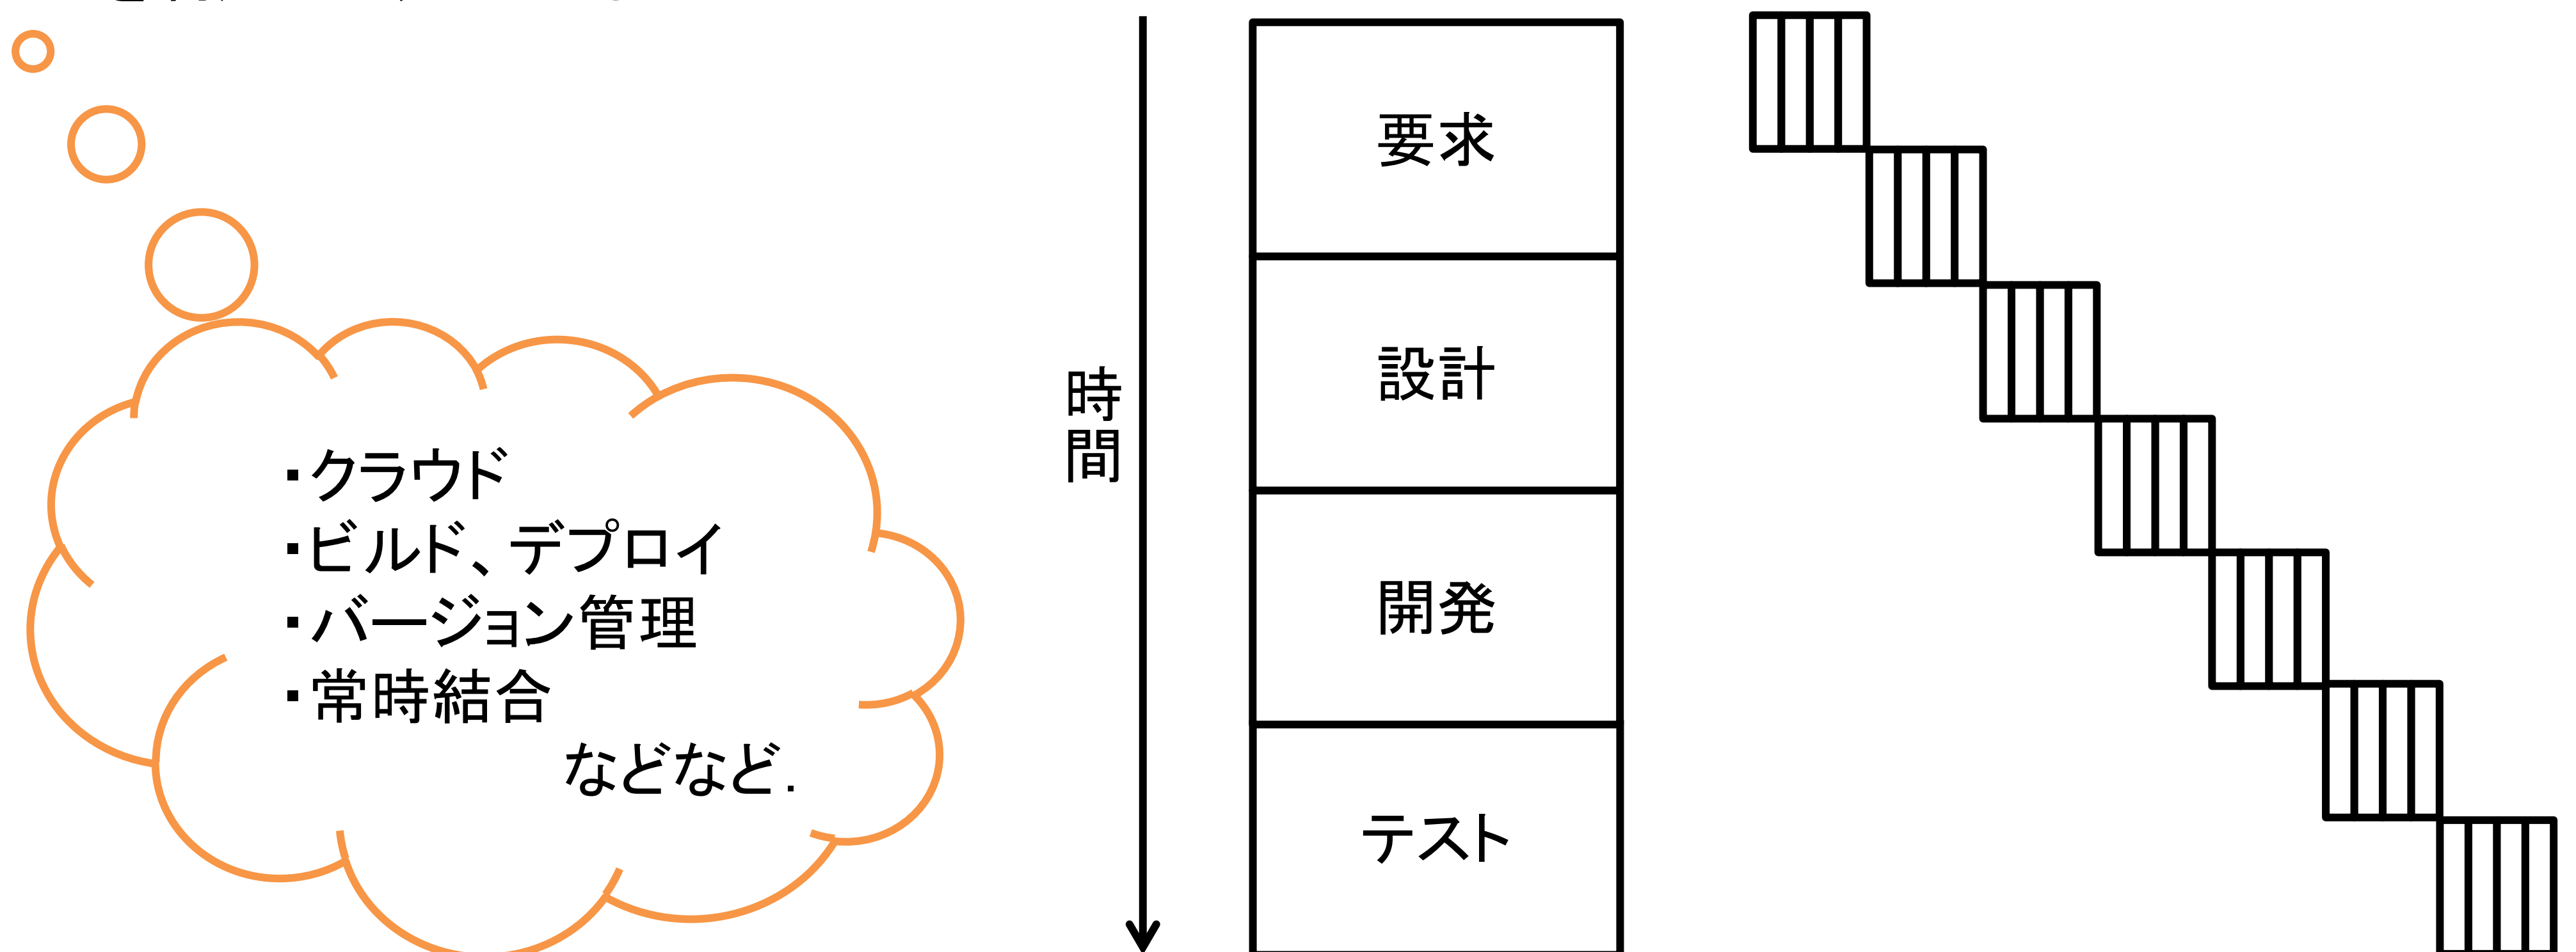 ・クラウド
・ビルド、デプロイ
・バージョン管理
・常時結合
などなど.
時間
要求
設計
開発
テスト